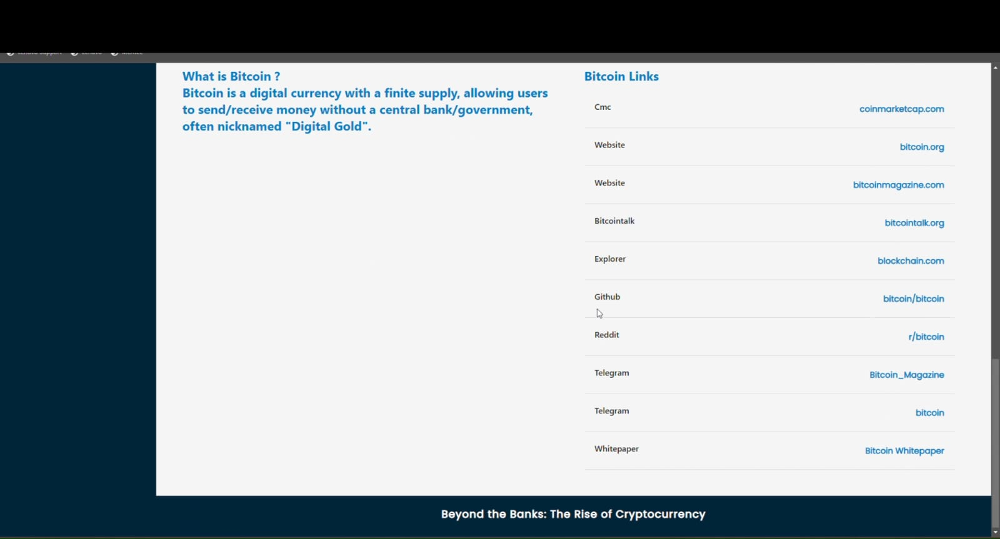 What is Bitcoin ?
Bitcoin is a digital currency with a finite supply, allowing users
to send/receive money without a central bank/government,
often nicknamed "Digital Gold".
Bitcoin Links
Cmc coinmarketcap.com
Website bitcoin.org
Website bitcoinmagazine.com
Bitcointalk bitcointalk.org
Explorer blockchain.com
Github bitcoin/bitcoin
Reddit r/bitcoin
Telegram Bitcoin_Magazine
Telegram bitcoin
Whitepaper Bitcoin Whitepaper
Beyond the Banks: The Rise of Cryptocurrency